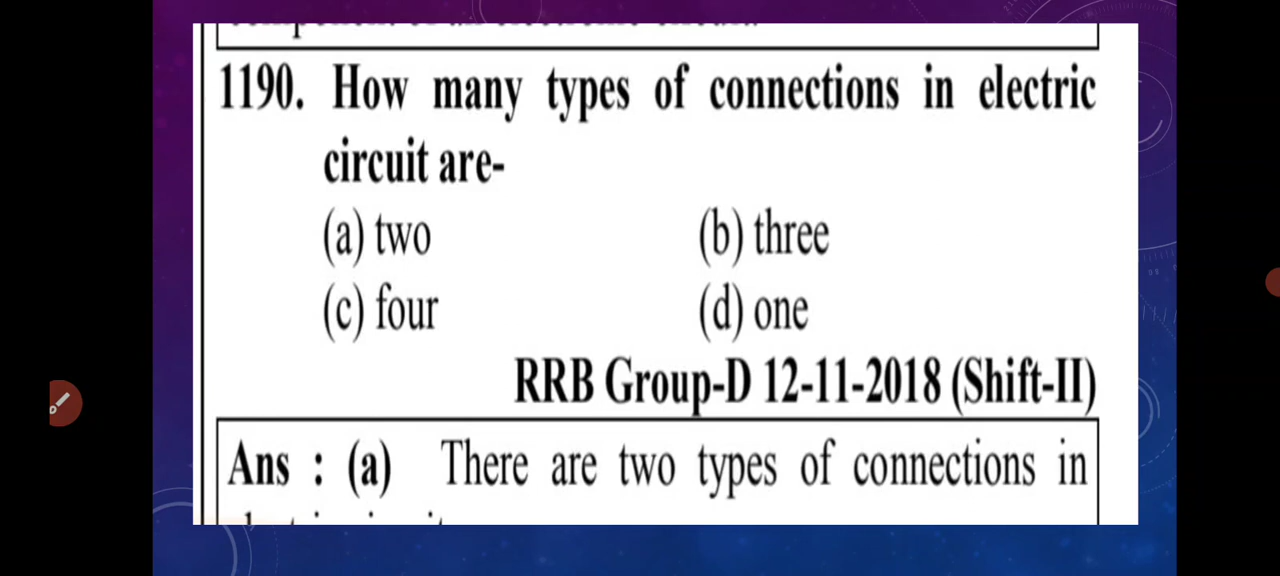 1190. How many types of connections in electric
circuit are-
(a) two (b) three
(c) four (d) one
RRB Group-D 12-11-2018 (Shift-II)
Ans : (a) There are two types of connections in